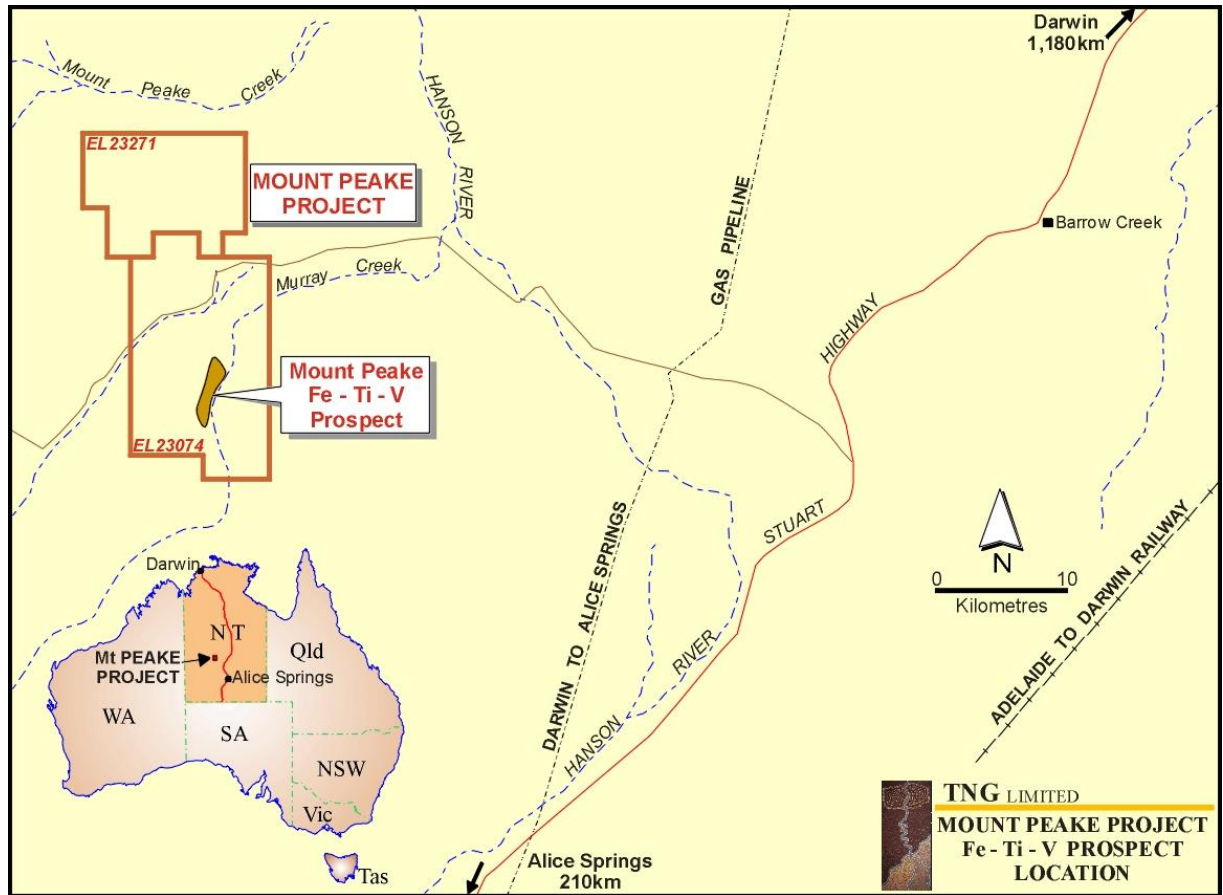 Darwin
1,180km
Mount Peake Creek
HANSON RIVER
EL23271
MOUNT PEAKE
PROJECT
GAS PIPELINE
Barrow Creek
Murray Creek
HIGHWAY
Mount Peake
Fe - Ti - V
Prospect
EL23074
STUART
DARWIN TO ALICE SPRINGS
N
0 10
Kilometres
ADELAIDE TO DARWIN RAILWAY
HANSON RIVER
Darwin
NT
Qld
Mt PEAKE
PROJECT
Alice Springs
WA
SA
NSW
Vic
Tas
Alice Springs
210km
TNG LIMITED
MOUNT PEAKE PROJECT
Fe - Ti - V PROSPECT
LOCATION